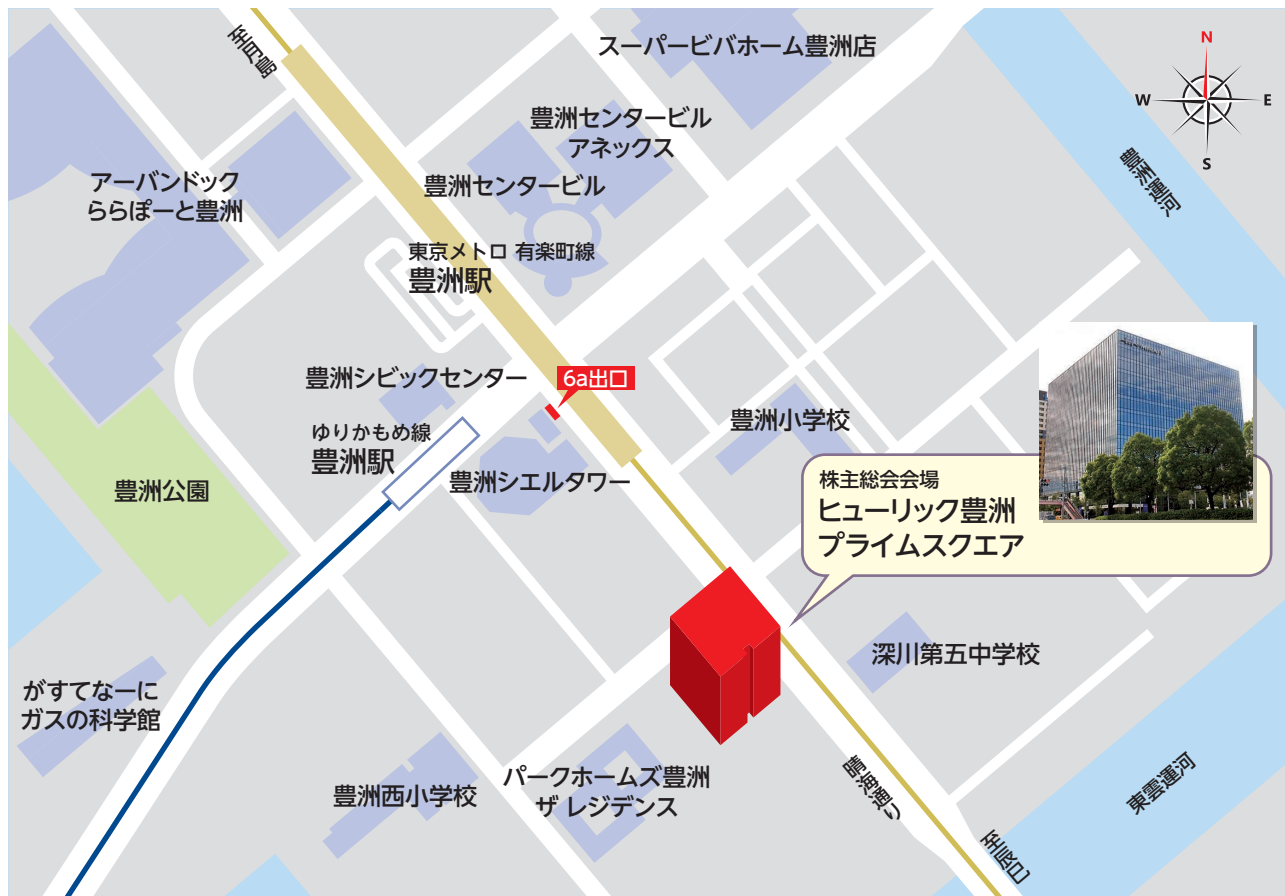 至月島
スーパービバホーム豊洲店
N
W
E
S
豊洲センタービル
アネックス
豊洲運河
アーバンドック
ららぽーと豊洲
豊洲センタービル
東京メトロ 有楽町線
豊洲駅
豊洲シビックセンター
6a出口
ゆりかもめ線
豊洲駅
豊洲小学校
豊洲公園
豊洲シエルタワー
株主総会会場
ヒューリック豊洲
プライムスクエア
深川第五中学校
がすてなーに
ガスの科学館
パークホームズ豊洲
ザ レジデンス
豊洲西小学校
晴海通り
東雲運河
至辰巳